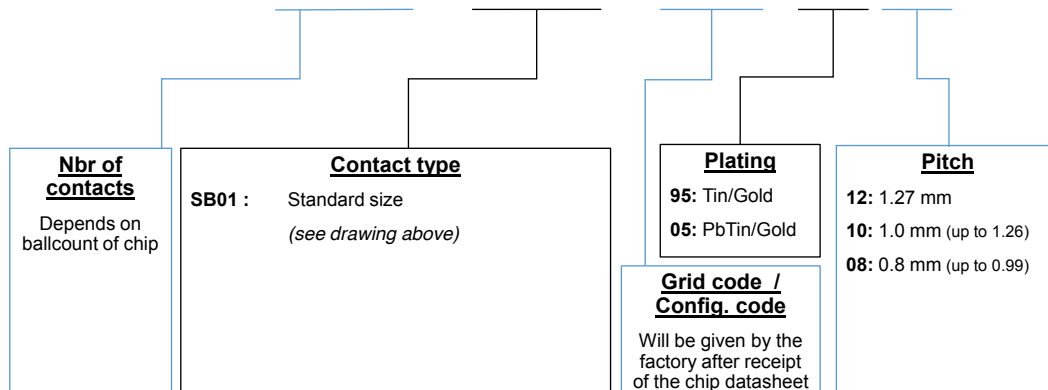 Nbr of
contacts
Depends on
ballcount of chip
Contact type
SB01 : Standard size
(see drawing above)
Plating
95: Tin/Gold
05: PbTin/Gold
Grid code /
Config. code
Will be given by the
factory after receipt
of the chip datasheet
Pitch
12: 1.27 mm
10: 1.0 mm (up to 1.26)
08: 0.8 mm (up to 0.99)